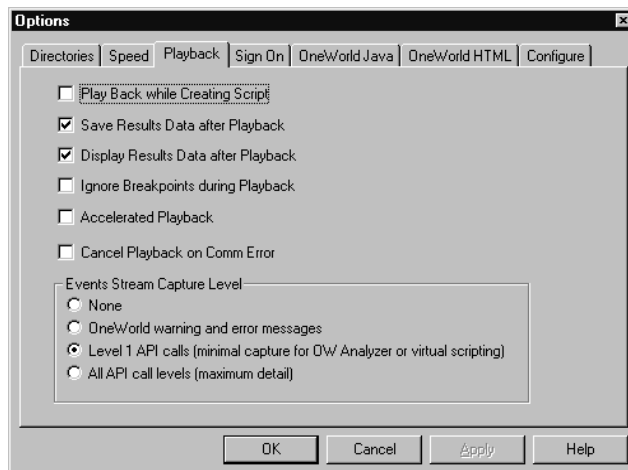 Options
Directories Speed Playback Sign On OneWorld Java OneWorld HTML Configure
Play Back while Creating Script
Save Results Data after Playback
Display Results Data after Playback
Ignore Breakpoints during Playback
Accelerated Playback
Cancel Playback on Comm Error
Events Stream Capture Level
None
OneWorld warning and error messages
Level 1 API calls (minimal capture for OW Analyzer or virtual scripting)
All API call levels (maximum detail)
OK Cancel Apply Help